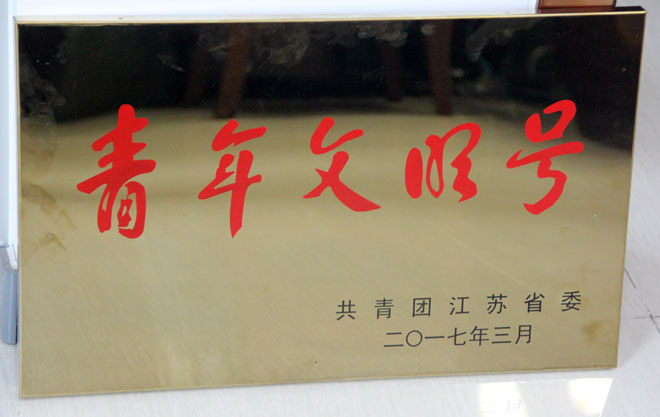 青年文明号
共青团江苏省委
二〇一七年三月